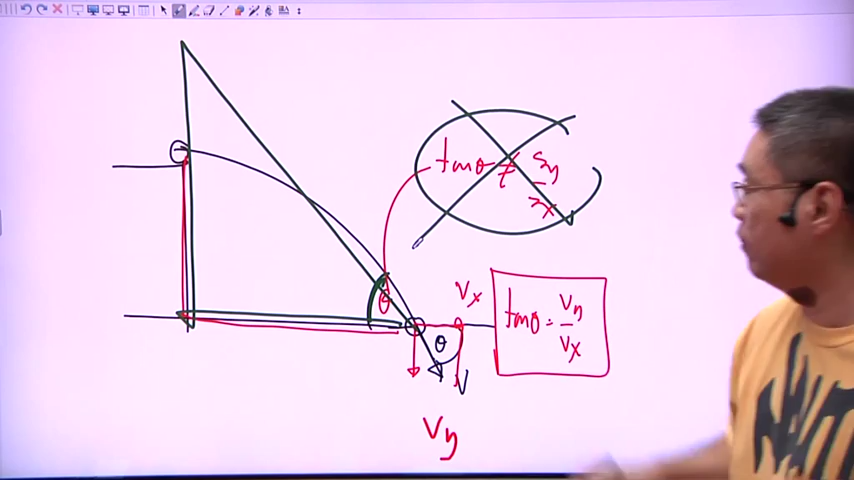 tanθ ≠ Sy/Sx
θ
Vx
tanθ = Vy/Vx
θ
V
Vy